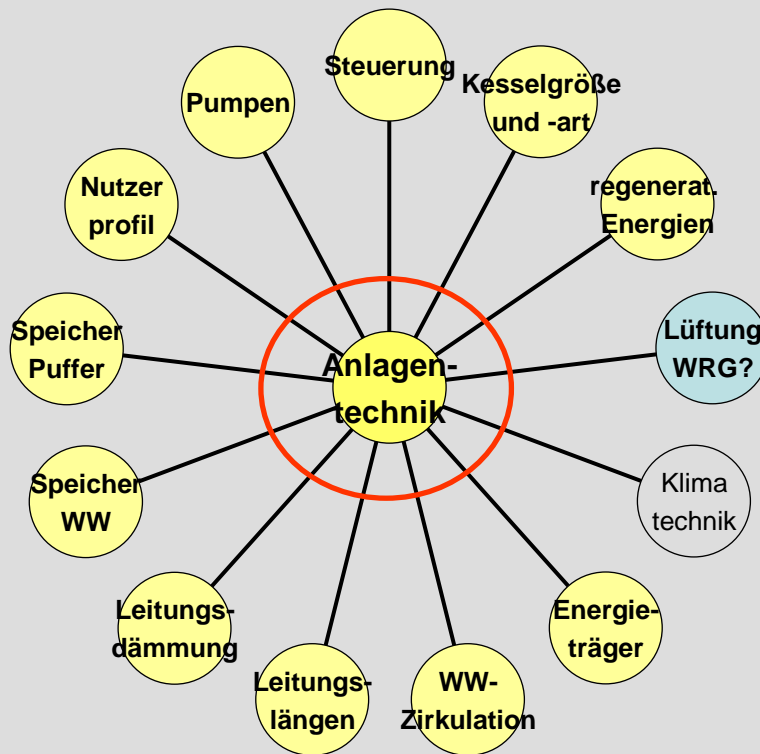 Steuerung
Kesselgröße
und -art
regenerat.
Energien
Lüftung
WRG?
Klima
technik
Energie-
träger
WW-
Zirkulation
Leitungs-
längen
Leitungs-
dämmung
Speicher
WW
Speicher
Puffer
Nutzer
profil
Pumpen
Anlagen-
technik